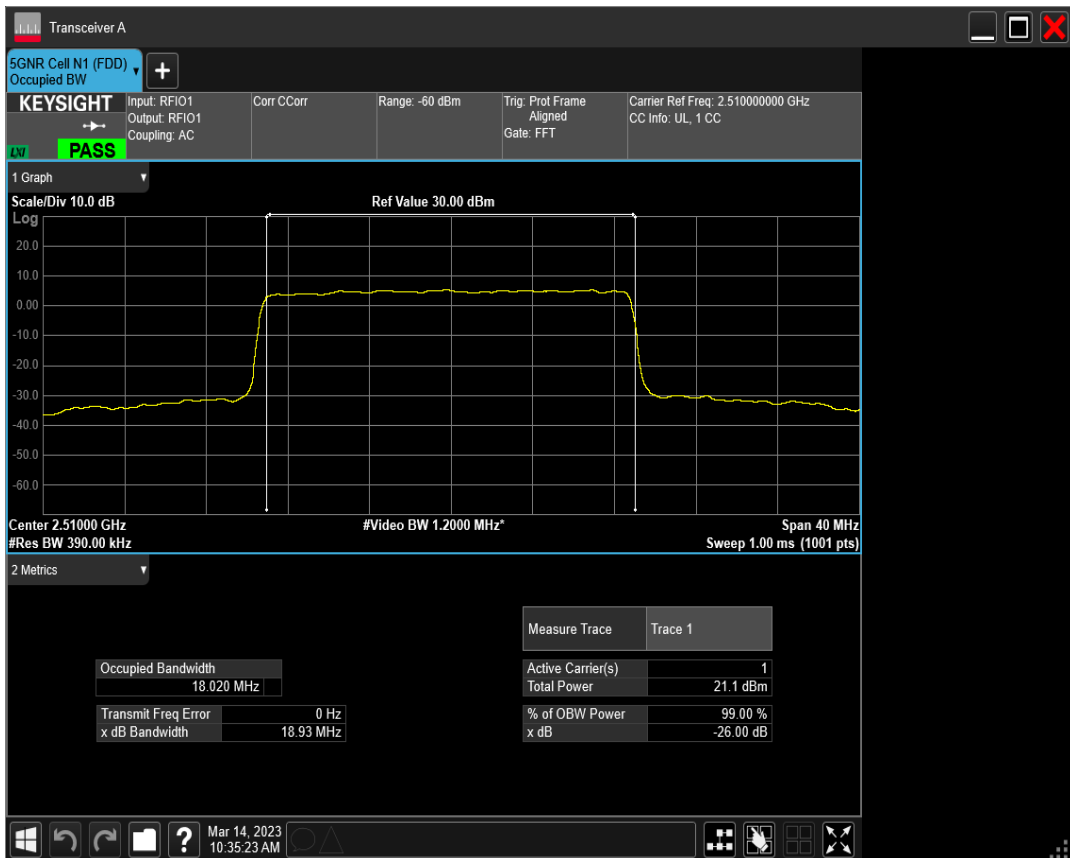 Transceiver A
5GNR Cell N1 (FDD)
Occupied BW
KEYSIGHT
LXI
PASS
Input: RFIO1
Output: RFIO1
Coupling: AC
Corr CCorr
Range: -60 dBm
Trig: Prot Frame
Aligned
Gate: FFT
Carrier Ref Freq: 2.510000000 GHz
CC Info: UL, 1 CC
1 Graph
Scale/Div 10.0 dB
Ref Value 30.00 dBm
Log
20.0
10.0
0.00
-10.0
-20.0
-30.0
-40.0
-50.0
-60.0
Center 2.51000 GHz
#Video BW 1.2000 MHz*
Span 40 MHz
#Res BW 390.00 kHz
Sweep 1.00 ms (1001 pts)
2 Metrics
Measure Trace Trace 1
Occupied Bandwidth
18.020 MHz
Active Carrier(s) 1
Total Power 21.1 dBm
Transmit Freq Error 0 Hz
x dB Bandwidth 18.93 MHz
% of OBW Power 99.00 %
x dB -26.00 dB
?
Mar 14, 2023
10:35:23 AM